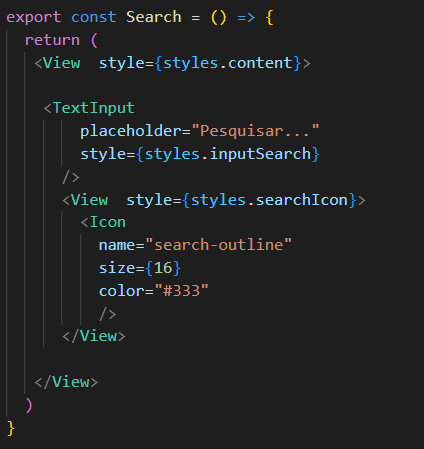 export const Search = () => {
return (
<View style={styles.content}>
<TextInput
placeholder="Pesquisar..."
style={styles.inputSearch}
/>
<View style={styles.searchIcon}>
<Icon
name="search-outline"
size={16}
color="#333"
/>
</View>
</View>
)
}